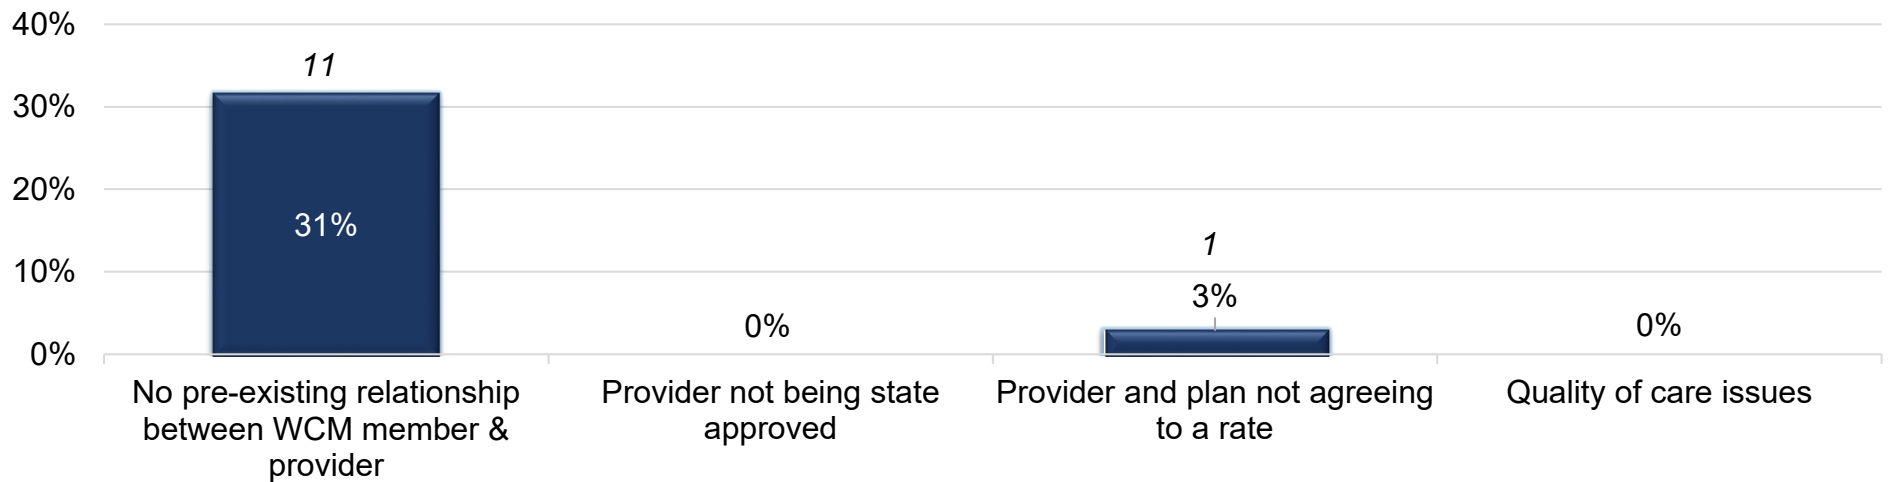 40%
11
30%
31%
20%
10%
1
3%
0%
0%
0%
No pre-existing relationship
between WCM member &
provider
Provider not being state
approved
Provider and plan not agreeing
to a rate
Quality of care issues